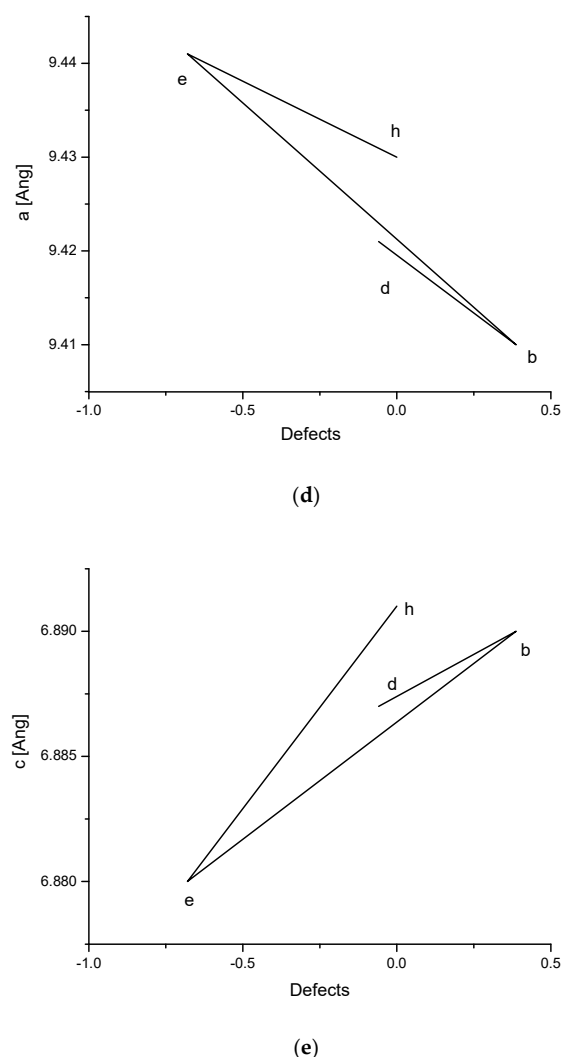 9.44
e
h
9.43
a [Ang]
9.42
d
9.41
b
-1.0 -0.5 0.0 0.5
Defects
(d)
h
6.890
b
d
c [Ang]
6.885
6.880
e
-1.0 -0.5 0.0 0.5
Defects
(e)